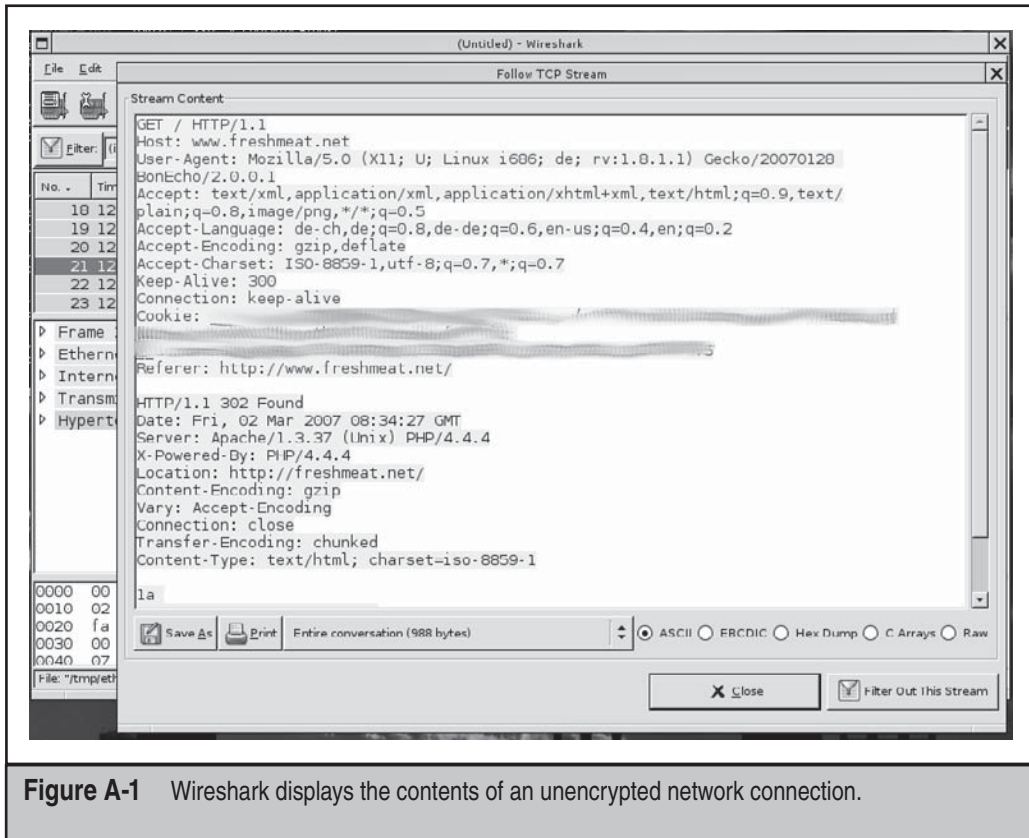 (Untitled) - Wireshark
File Edit
Follow TCP Stream
Stream Content
Filter: (i
No. . Tim
18 12
19 12
20 12
21 12
22 12
23 12
Frame
Ethern
Intern
Transm
Hyperte
GET / HTTP/1.1
Host: www.freshmeat.net
User-Agent: Mozilla/5.0 (X11; U; Linux i686; de; rv:1.8.1.1) Gecko/20070128
BonEcho/2.0.0.1
Accept: text/xml,application/xml,application/xhtml+xml,text/html;q=0.9,text/
plain;q=0.8,image/png,*/*;q=0.5
Accept-Language: de-ch,de;q=0.8,de-de;q=0.6,en-us;q=0.4,en;q=0.2
Accept-Encoding: gzip,deflate
Accept-Charset: ISO-8859-1,utf-8;q=0.7,*;q=0.7
Keep-Alive: 300
Connection: keep-alive
Cookie:
Referer: http://www.freshmeat.net/
HTTP/1.1 302 Found
Date: Fri, 02 Mar 2007 08:34:27 GMT
Server: Apache/1.3.37 (Unix) PHP/4.4.4
X-Powered-By: PHP/4.4.4
Location: http://freshmeat.net/
Content-Encoding: gzip
Vary: Accept-Encoding
Connection: close
Transfer-Encoding: chunked
Content-Type: text/html; charset=iso-8859-1
1a
0000 00
0010 02
0020 fa
0030 00
0040 07
File: "/tmp/eth
Save As Print Entire conversation (988 bytes) ASCII EBCDIC Hex Dump C Arrays Raw
Close Filter Out This Stream
Figure A-1 Wireshark displays the contents of an unencrypted network connection.